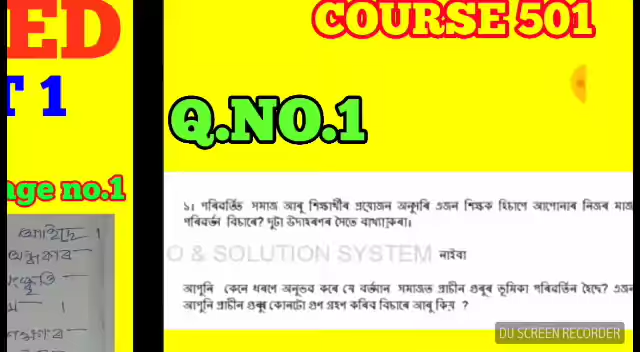 ED
COURSE 501
T 1
Q.NO.1
age no.1
১। পৰিবৰ্তিত সমাজ আৰু শিক্ষাৰ্থীৰ প্ৰয়োজন অনুসৰি এজন শিক্ষক হিচাপে আপোনাৰ নিজৰ মাজ
পৰিবৰ্তন বিচাৰে? দুটা উদাহৰণৰ সৈতে ব্যাখ্যাকৰা।
O & SOLUTION SYSTEM নাইবা
আপুনি কেনে ধৰণে অনুভৱ কৰে যে বৰ্তমান সমাজত প্ৰাচীন গুৰুৰ ভূমিকা পৰিবৰ্তিন হৈছে? এজন
আপুনি প্ৰাচীন গুৰুৰ কোনটো গুণ গ্ৰহণ কৰিব বিচাৰে আৰু কিয় ?
DU SCREEN RECORDER